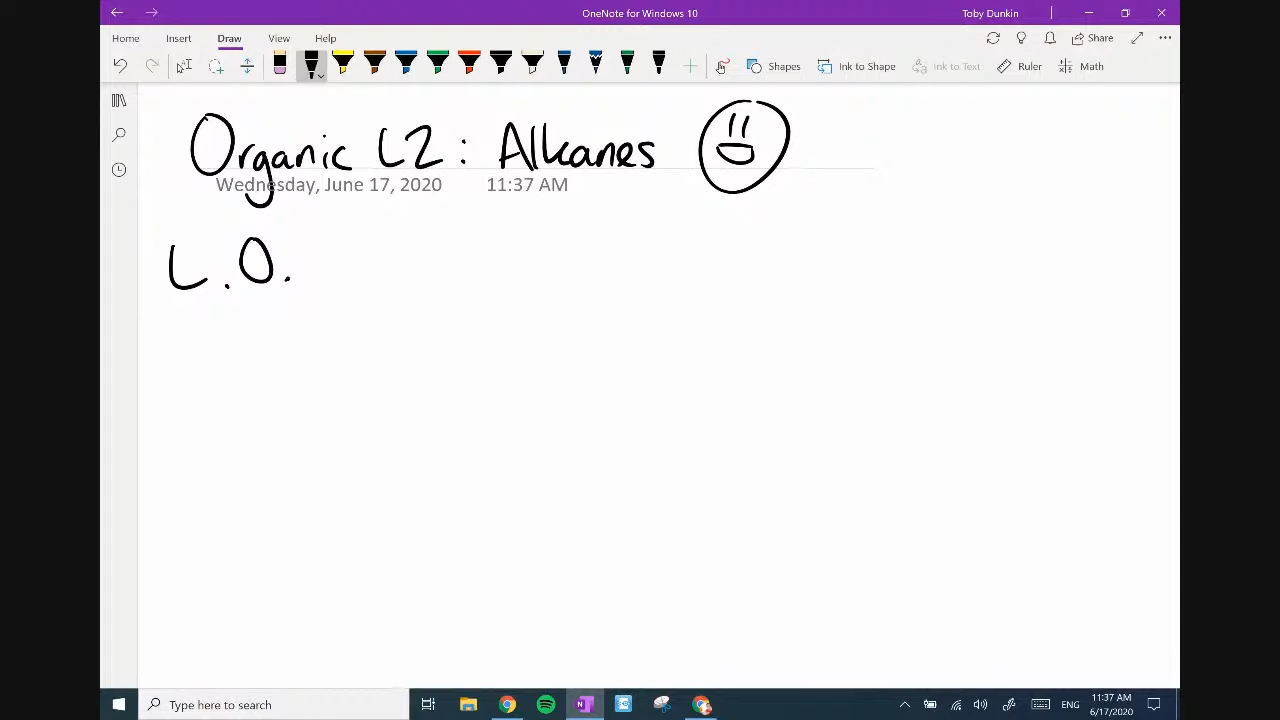 OneNote for Windows 10
Toby Dunkin
Home Insert Draw View Help
Share
Shapes Ink to Shape Ink to Text Ruler Math
Organic L2 : Alkanes
Wednesday, June 17, 2020 11:37 AM
L.O.
Type here to search
ENG
11:37 AM
6/17/2020